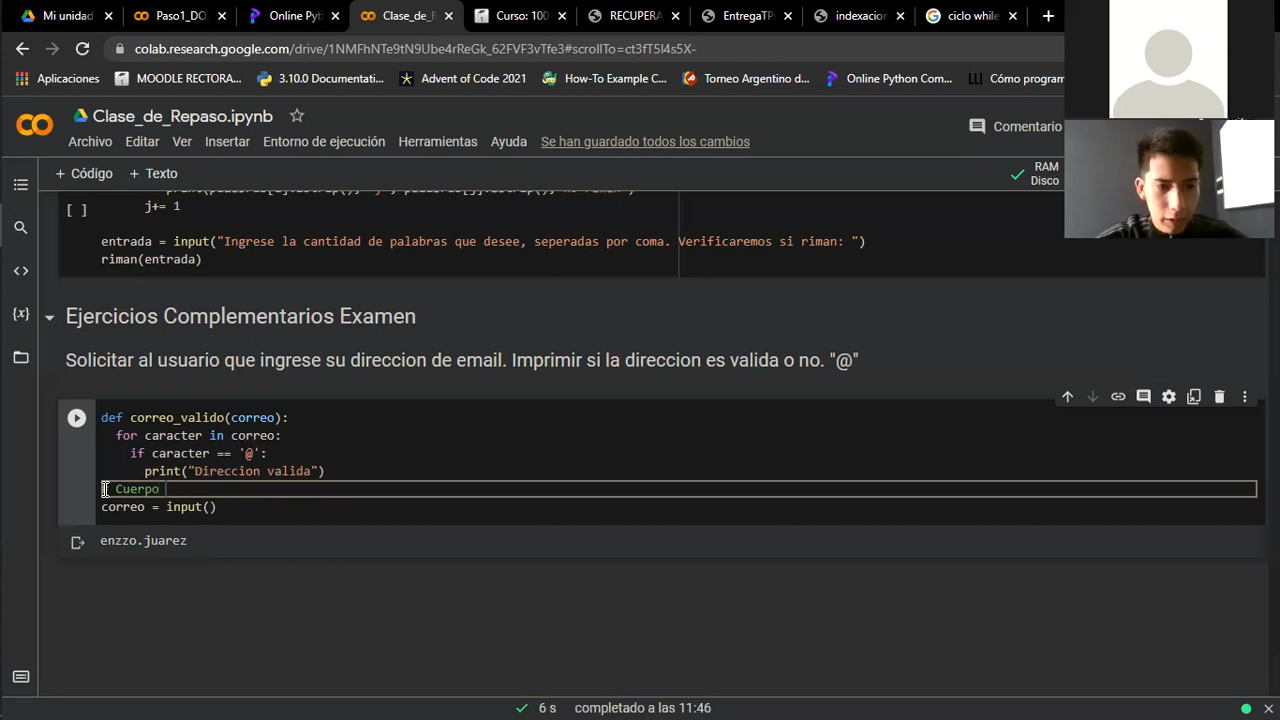 Mi unidad
Paso1_DO
Online Pyt
Clase_de_R
Curso: 100
RECUPERA
EntregaTP
indexacion
ciclo while
colab.research.google.com/drive/1NMFhNTe9tN9Ube4rReGk_62FVF3vTfe3#scrollTo=ct3fT5I4s5X-
Aplicaciones
MOODLE RECTORA...
3.10.0 Documentati...
Advent of Code 2021
How-To Example C...
Torneo Argentino d...
Online Python Com...
Cómo program
Clase_de_Repaso.ipynb
Comentario
Archivo Editar Ver Insertar Entorno de ejecución Herramientas Ayuda Se han guardado todos los cambios
+ Código + Texto
RAM
Disco
[ ] j+= 1
entrada = input("Ingrese la cantidad de palabras que desee, seperadas por coma. Verificaremos si riman: ")
riman(entrada)
Ejercicios Complementarios Examen
Solicitar al usuario que ingrese su direccion de email. Imprimir si la direccion es valida o no. "@"
def correo_valido(correo):
for caracter in correo:
if caracter == '@':
print("Direccion valida")
Cuerpo
correo = input()
enzzo.juarez
6 s completado a las 11:46